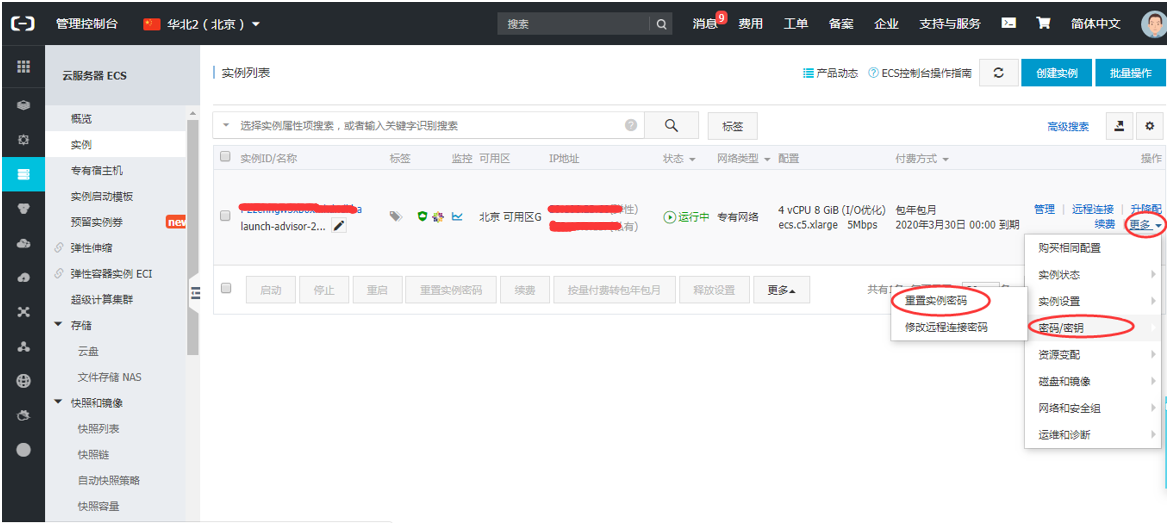 管理控制台 华北2（北京） 搜索 消息 9 费用 工单 备案 企业 支持与服务 简体中文
云服务器 ECS
概览
实例
专有宿主机
实例启动模板
预留实例券 new
弹性伸缩
弹性容器实例 ECI
超级计算集群
存储
云盘
文件存储 NAS
快照和镜像
快照列表
快照链
自动快照策略
快照容量
实例列表 产品动态 ? ECS控制台操作指南 创建实例 批量操作
选择实例属性项搜索，或者输入关键字识别搜索 ? 标签 高级搜索
实例ID/名称 标签 监控 可用区 IP地址 状态 网络类型 配置 付费方式 操作
launch-advisor-2... 北京 可用区G 运行中 专有网络
4 vCPU 8 GiB (I/O优化)
ecs.c5.xlarge 5Mbps
包年包月
2020年3月30日 00:00 到期
管理 | 远程连接 | 升降配
续费 更多
启动 停止 重启 重置实例密码 续费 按量付费转包年包月 释放设置 更多
共有
购买相同配置
实例状态
实例设置
密码/密钥
资源变配
磁盘和镜像
网络和安全组
运维和诊断
重置实例密码
修改远程连接密码